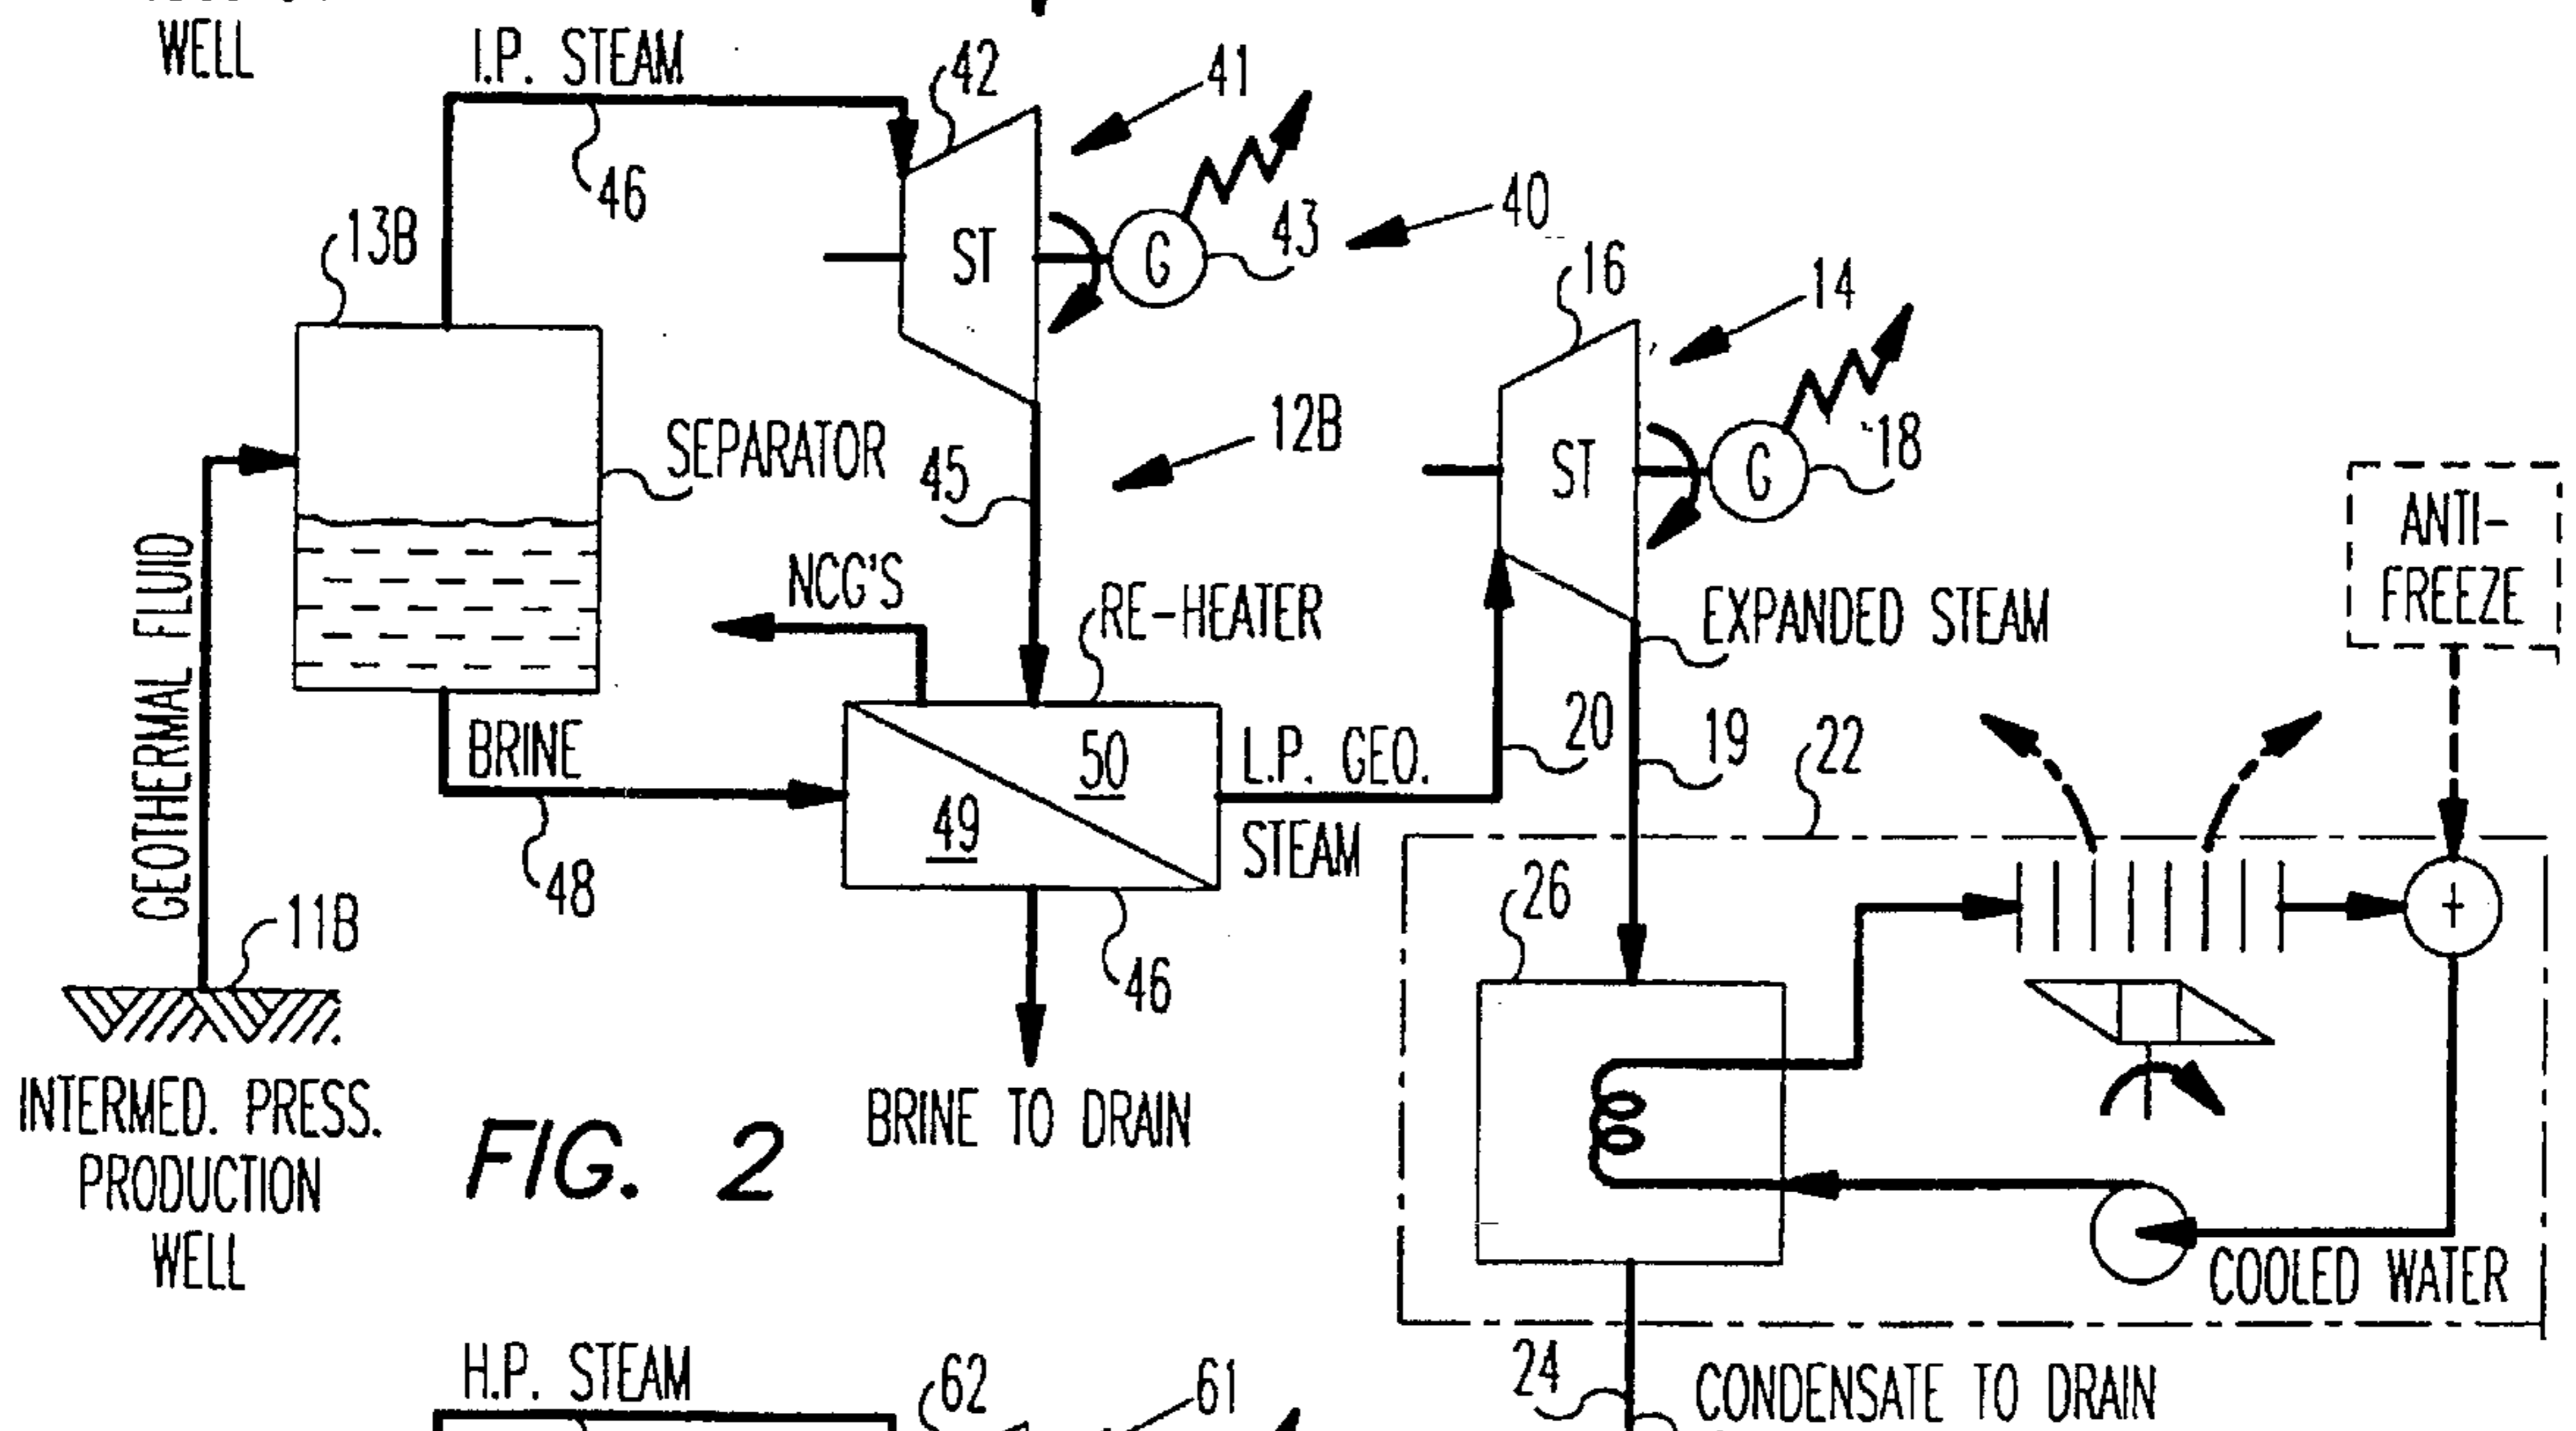 WELL
I.P. STEAM
42
41
46
40
13B
43
ST
G
16
14
12B
SEPARATOR
45
18
ST
G
ANTI-
FREEZE
NCG'S
RE-HEATER
EXPANDED STEAM
GEOTHERMAL FLUID
BRINE
50
49
L.P. GEO.
STEAM
20
19
22
48
26
11B
46
+
INTERMED. PRESS.
PRODUCTION
WELL
FIG. 2
BRINE TO DRAIN
COOLED WATER
H.P. STEAM
62
61
24
CONDENSATE TO DRAIN